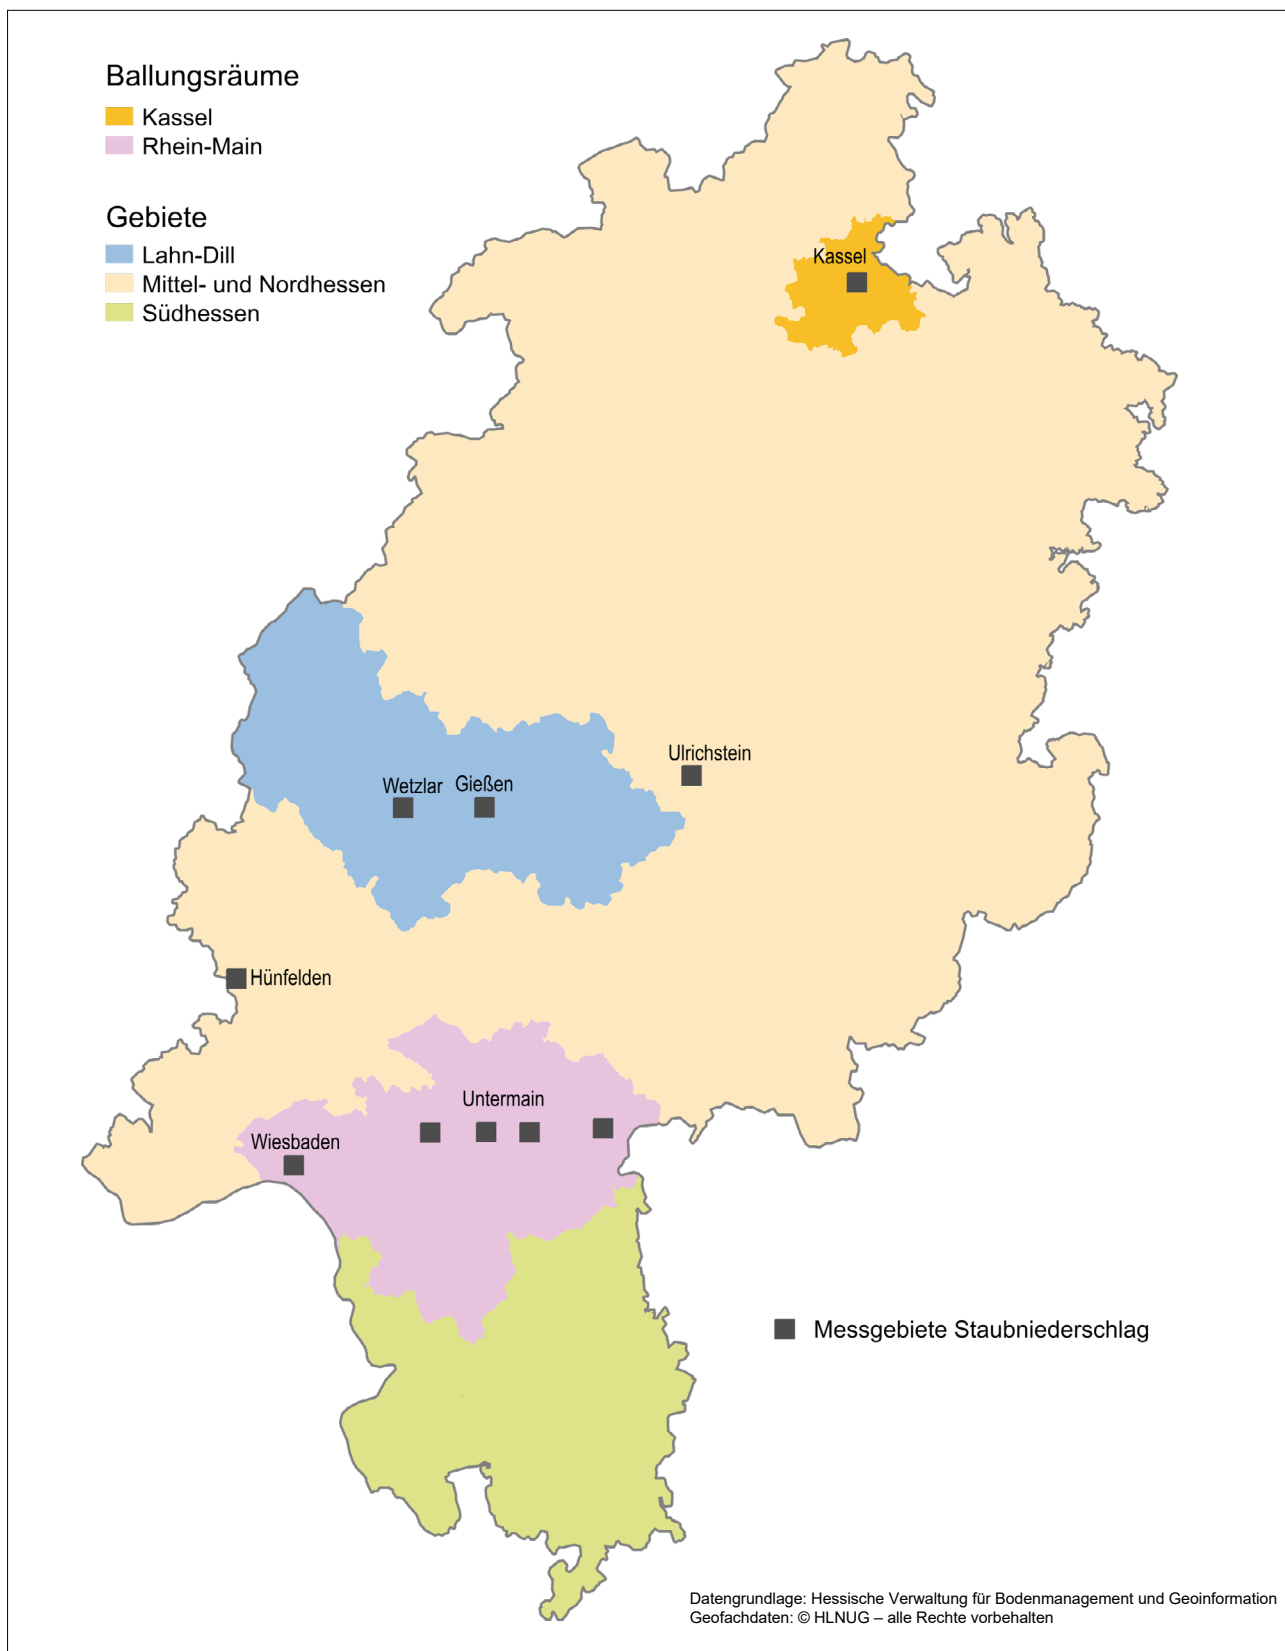 Ballungsräume
Kassel
Rhein-Main
Gebiete
Lahn-Dill
Mittel- und Nordhessen
Südhessen
Kassel
Ulrichstein
Wetzlar
Gießen
Hünfelden
Untermain
Wiesbaden
Messgebiete Staubniederschlag
Datengrundlage: Hessische Verwaltung für Bodenmanagement und Geoinformation
Geofachdaten: © HLNUG – alle Rechte vorbehalten